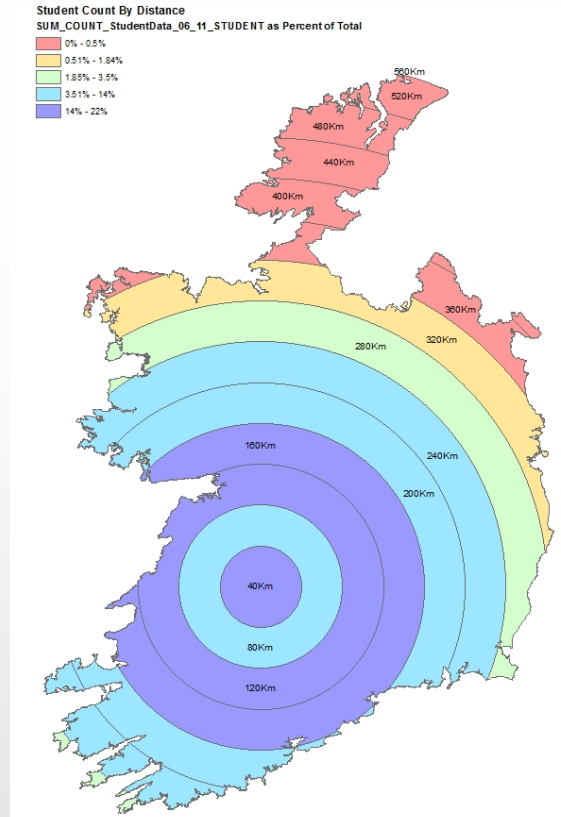 Student Count By Distance
SUM_COUNT_StudentData_06_11_STUDENT as Percent of Total
0% - 0.5%
0.51% - 1.84%
1.85% - 3.5%
3.51% - 14%
14% - 22%
560Km
520Km
480Km
440Km
400Km
360Km
320Km
280Km
160Km
240Km
200Km
40Km
80Km
120Km